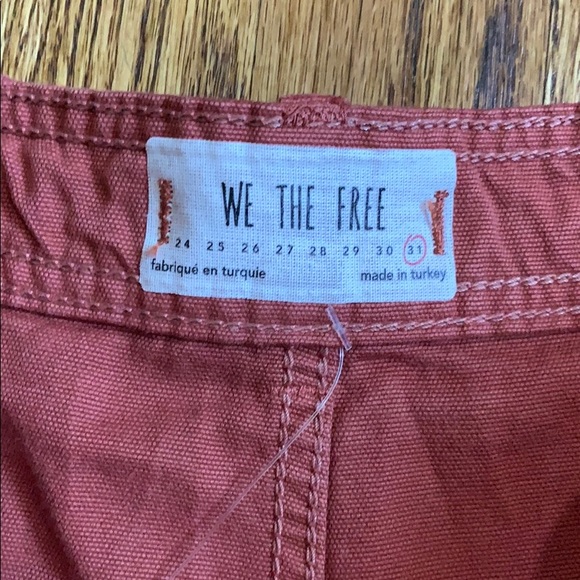 WE THE FREE
24 25 26 27 28 29 30 31
fabriqué en turquie made in turkey